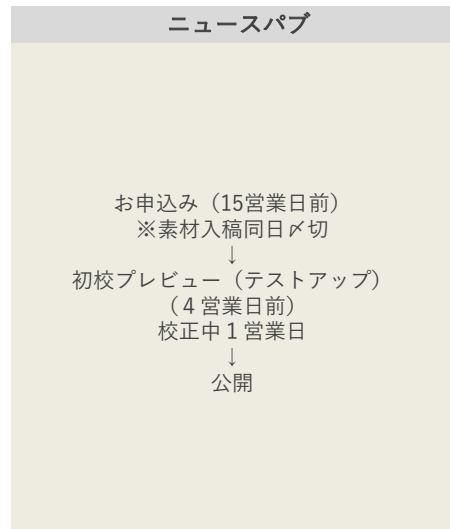 ニュースパブ
お申込み（15営業日前）
※素材入稿同日〆切
↓
初校プレビュー（テストアップ）
（４営業日前）
校正中１営業日
↓
公開